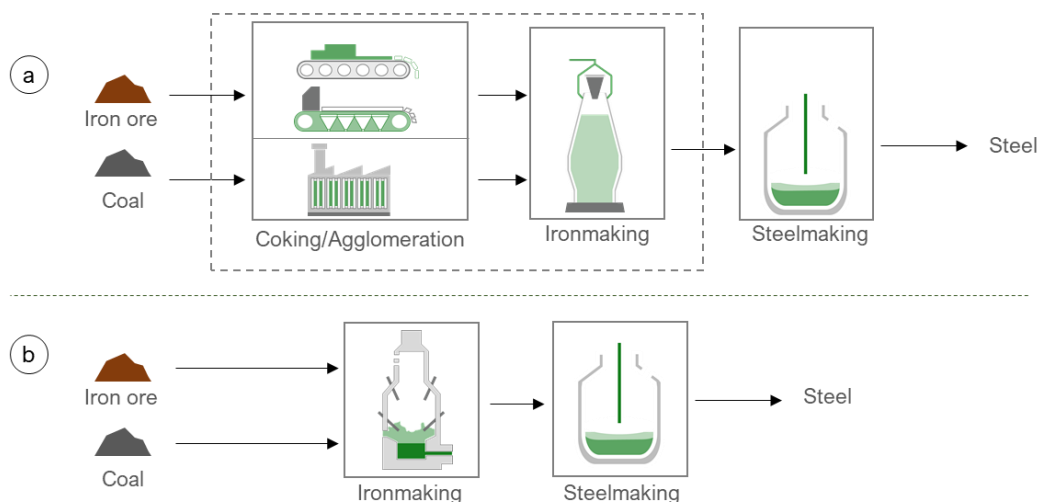 a
Iron ore
Coal
Coking/Agglomeration
Ironmaking
Steelmaking
Steel
b
Iron ore
Coal
Ironmaking
Steelmaking
Steel